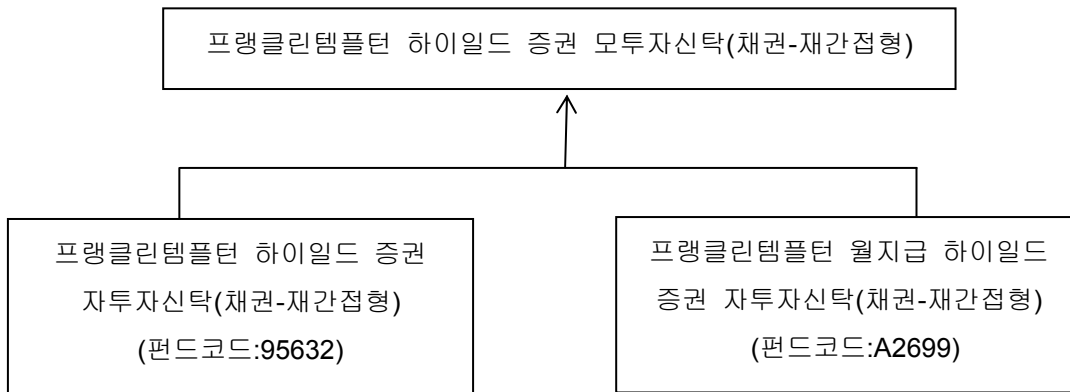 프랭클린템플턴 하이일드 증권 모투자신탁(채권-재간접형)
프랭클린템플턴 하이일드 증권
자투자신탁(채권-재간접형)
(펀드코드:95632)
프랭클린템플턴 월지급 하이일드
증권 자투자신탁(채권-재간접형)
(펀드코드:A2699)